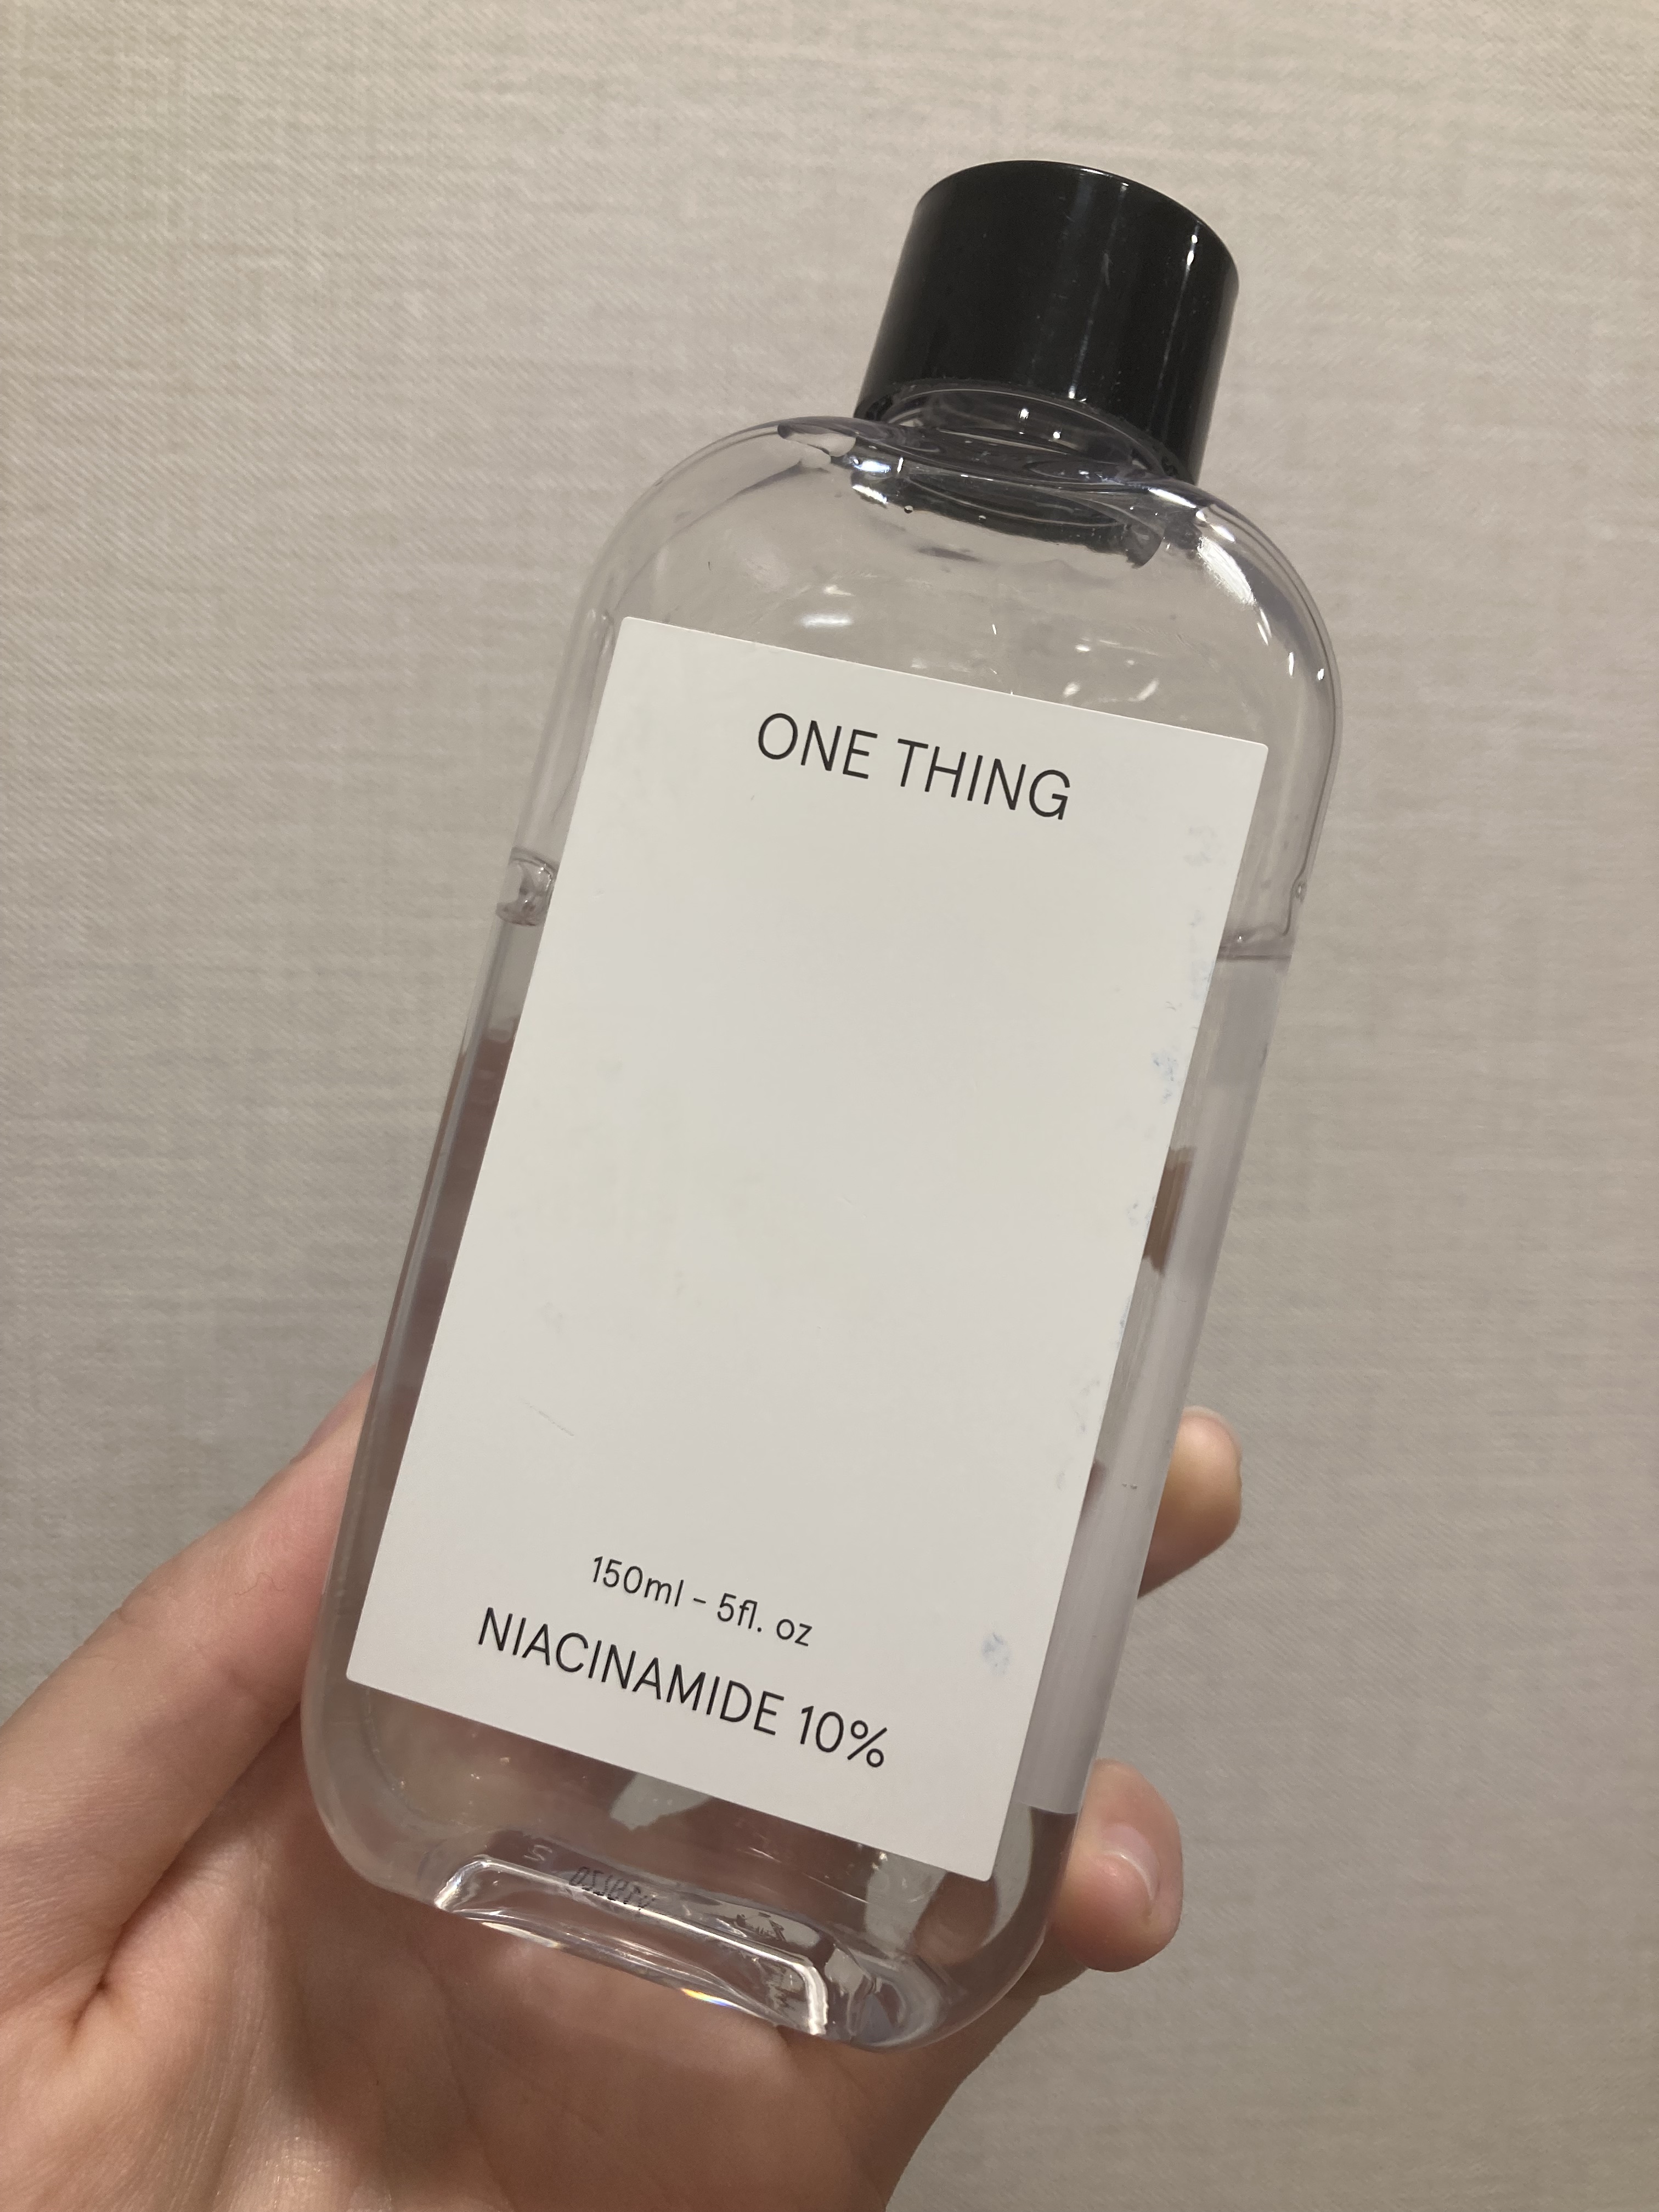 ONE THING
150ml - 5fl. oz
NIACINAMIDE 10%